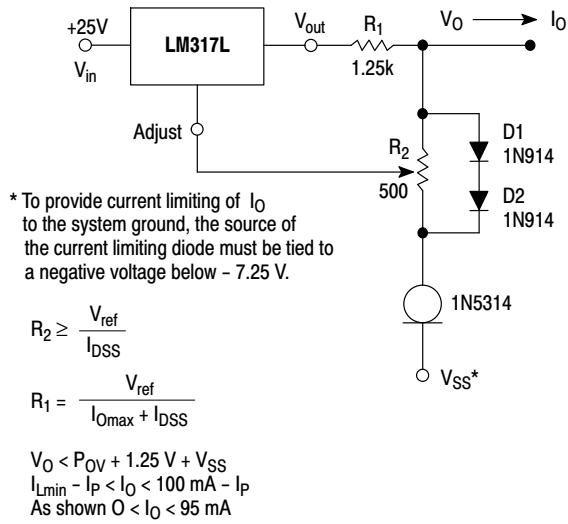 +25V
V_in
LM317L
V_out
R_1
1.25k
V_O
I_O
Adjust
R_2
500
D1
1N914
D2
1N914
* To provide current limiting of I_O
to the system ground, the source of
the current limiting diode must be tied to
a negative voltage below – 7.25 V.
1N5314
V_SS*
R_2 ≥ V_ref / I_DSS
R_1 = V_ref / I_Omax + I_DSS
V_O < P_OV + 1.25 V + V_SS
I_Lmin – I_P < I_O < 100 mA – I_P
As shown O < I_O < 95 mA